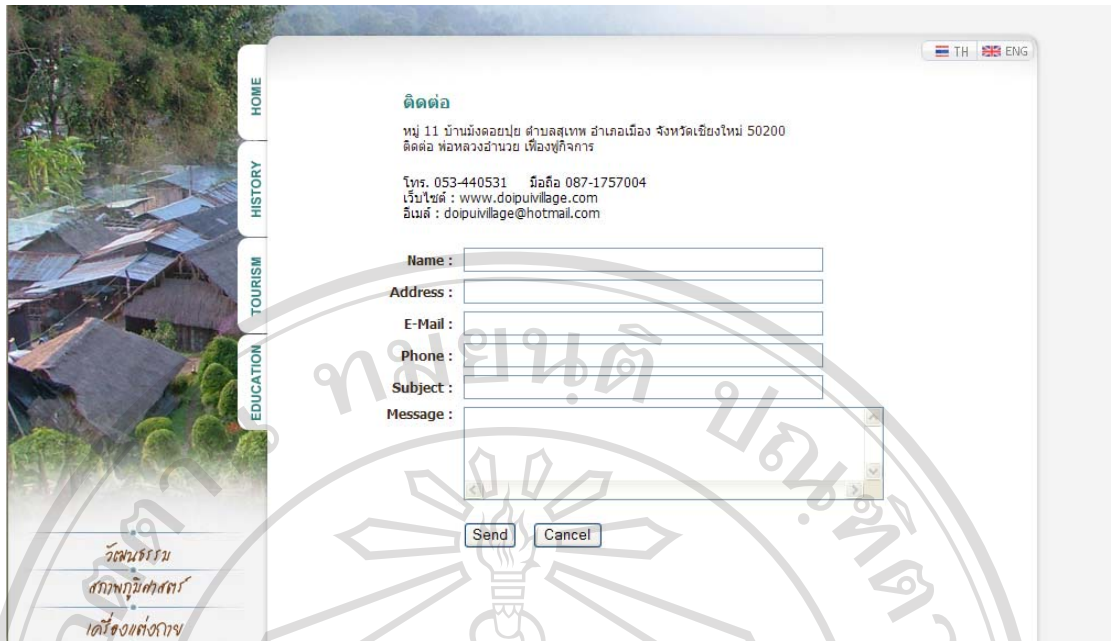 TH ENG
HOME
HISTORY
TOURISM
EDUCATION
ติดต่อ
หมู่ 11 บ้านม้งดอยปุย ตำบลสุเทพ อำเภอเมือง จังหวัดเชียงใหม่ 50200
ติดต่อ พ่อหลวงอำนวย เฟื่องฟูกิจการ
โทร. 053-440531 มือถือ 087-1757004
เว็บไซต์ : www.doipuivillage.com
อีเมล์ : doipuivillage@hotmail.com
Name :
Address :
E-Mail :
Phone :
Subject :
Message :
Send Cancel
วัฒนธรรม
สภาพภูมิศาสตร์
เครื่องแต่งกาย